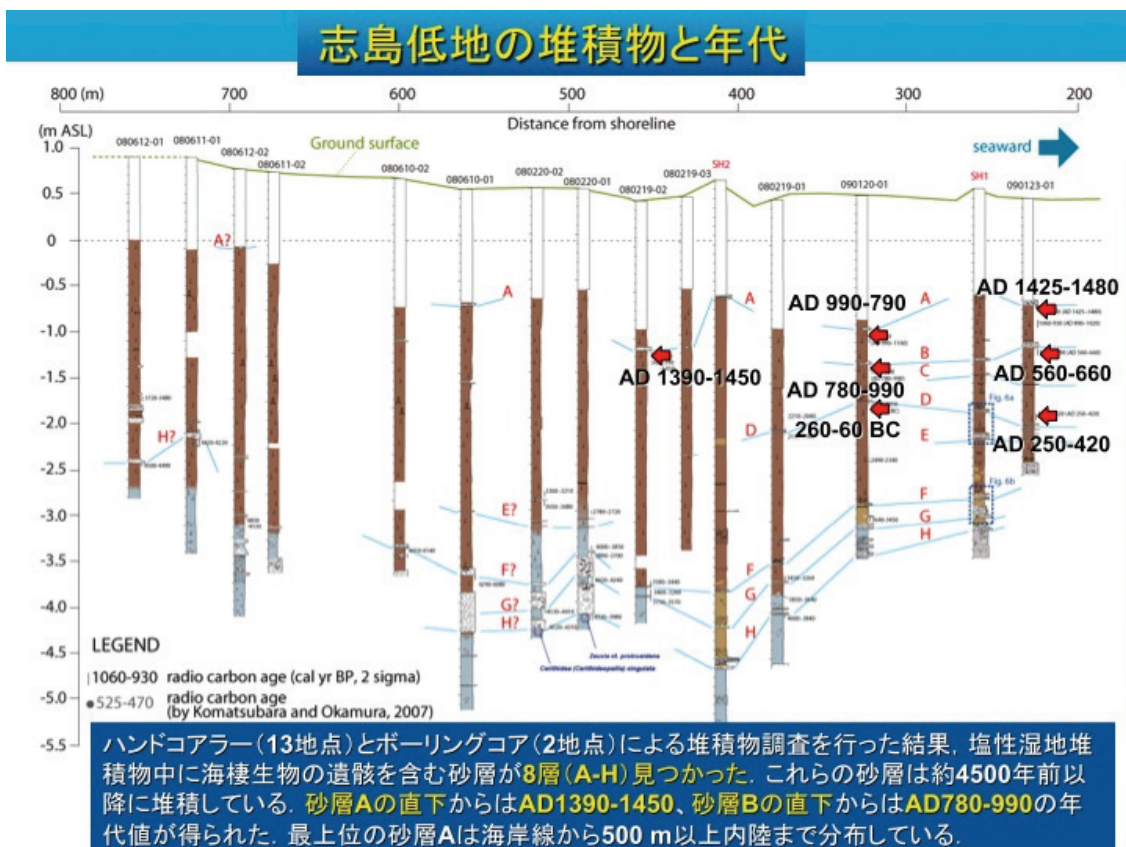 志島低地の堆積物と年代
800 (m) 700 600 500 400 300 200
Distance from shoreline
(m ASL)
1.0
0.5
0
-0.5
-1.0
-1.5
-2.0
-2.5
-3.0
-3.5
-4.0
-4.5
-5.0
-5.5
Ground surface
seaward
080612-01
080611-01
080612-02
080611-02
080610-02
080610-01
080220-02
080220-01
080219-02
080219-03
SH2
080219-01
090120-01
SH1
090123-01
A?
H?
A
E?
F?
G?
H?
A
D
F
G
H
A
B
C
D
E
F
G
H
AD 1390-1450
AD 990-790
AD 780-990
260-60 BC
AD 1425-1480
AD 560-660
AD 250-420
Fig. 6a
Fig. 6b
LEGEND
1060-930 radio carbon age (cal yr BP, 2 sigma)
525-470 radio carbon age
(by Komatsubara and Okamura, 2007)
ハンドコアラー(13地点)とボーリングコア(2地点)による堆積物調査を行った結果，塩性湿地堆
積物中に海棲生物の遺骸を含む砂層が8層(A-H)見つかった．これらの砂層は約4500年前以
降に堆積している．砂層Aの直下からはAD1390-1450、砂層Bの直下からはAD780-990の年
代値が得られた．最上位の砂層Aは海岸線から500 m以上内陸まで分布している．